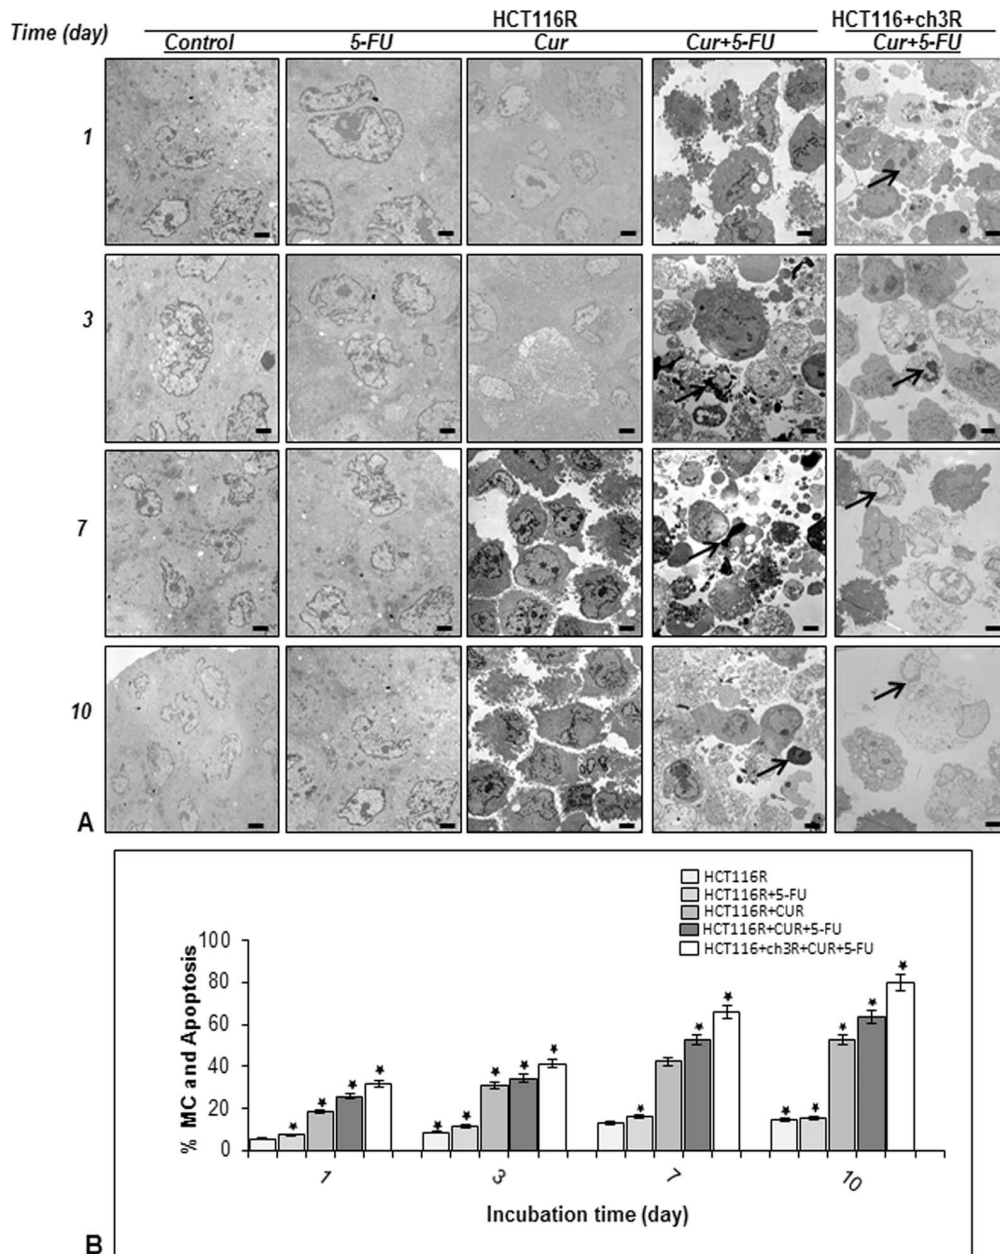 HCT116R HCT116+ch3R
Time (day)
Control 5-FU Cur Cur+5-FU Cur+5-FU
1
3
7
10
A
HCT116R
HCT116R+5-FU
HCT116R+CUR
HCT116R+CUR+5-FU
HCT116+ch3R+CUR+5-FU
% MC and Apoptosis
100
80
60
40
20
0
1 3 7 10
Incubation time (day)
B